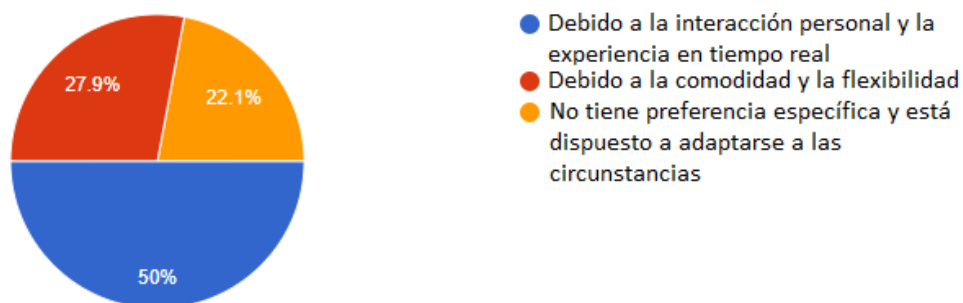 27.9%
22.1%
50%
Debido a la interacción personal y la
experiencia en tiempo real
Debido a la comodidad y la flexibilidad
No tiene preferencia específica y está
dispuesto a adaptarse a las
circunstancias